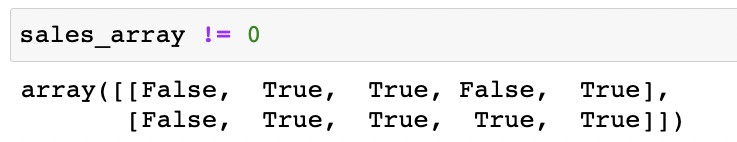 sales_array != 0
array([[False,  True,  True, False,  True],
       [False,  True,  True,  True,  True]])